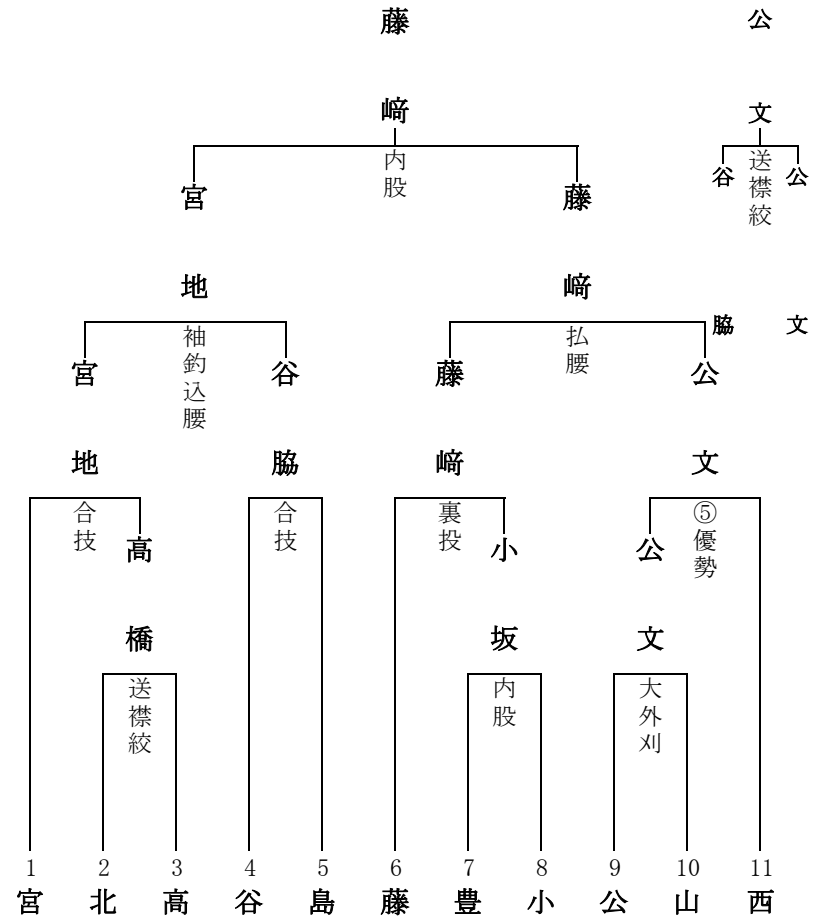 藤 公
﨑 文
内股
送襟絞
宮 藤
谷 公
地 﨑
脇 文
袖釣込腰
払腰
宮 谷 藤 公
地 脇 﨑 文
合技
合技
裏投
⑤優勢
高 小 公
橋 坂 文
送襟絞
内股
大外刈
1 2 3 4 5 6 7 8 9 10 11
宮 北 高 谷 島 藤 豊 小 公 山 西